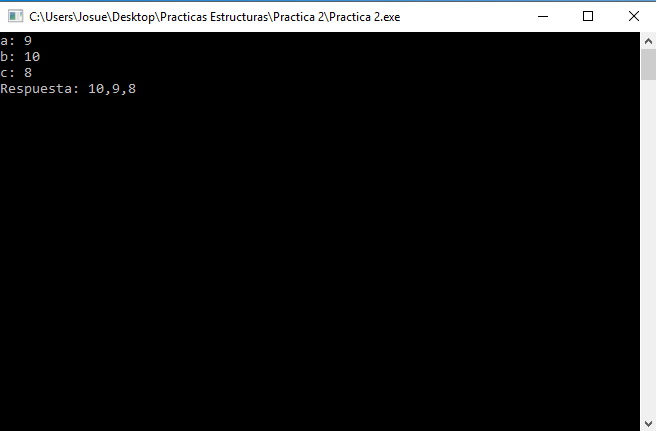 C:\Users\Josue\Desktop\Practicas Estructuras\Practica 2\Practica 2.exe
a: 9
b: 10
c: 8
Respuesta: 10,9,8